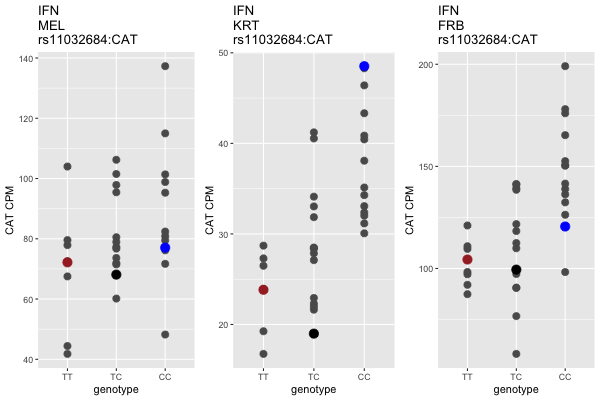 IFN
MEL
rs11032684:CAT
CAT CPM
140
120
100
80
60
40
TT
TC
CC
genotype
IFN
KRT
rs11032684:CAT
CAT CPM
50
40
30
20
TT
TC
CC
genotype
IFN
FRB
rs11032684:CAT
CAT CPM
200
150
100
TT
TC
CC
genotype